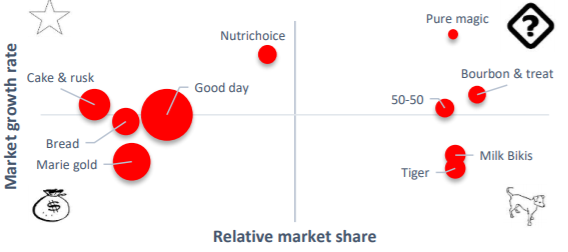 Pure magic
?
Nutrichoice
Bourbon & treat
Cake & rusk
Good day
50-50
Bread
Marie gold
Milk Bikis
Tiger
$
Market growth rate
Relative market share